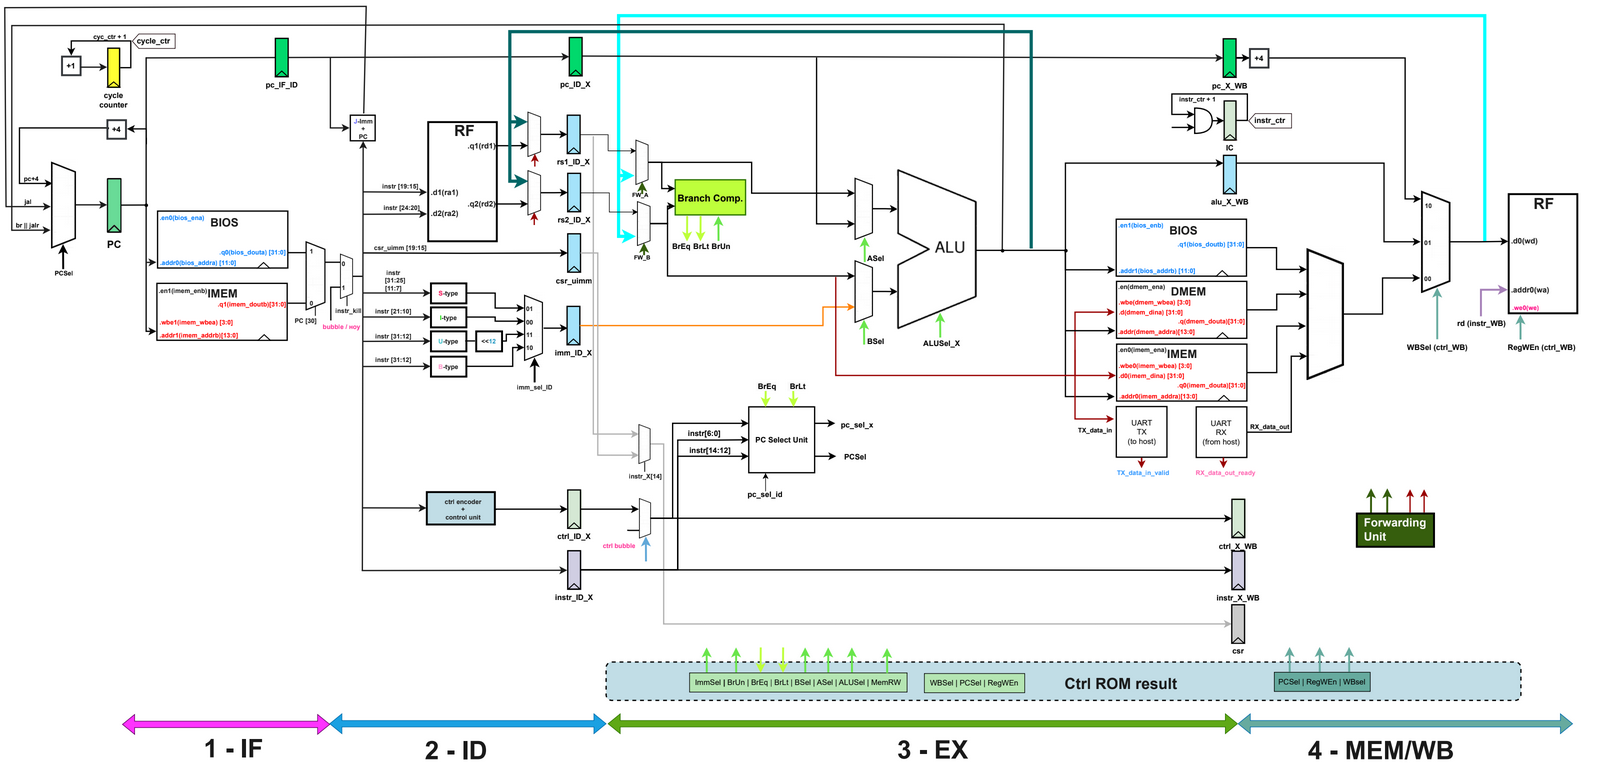 cyc_ctr + 1
cycle_ctr
+1
cycle
counter
pc_IF_ID
pc_ID_X
pc_X_WB
+4
instr_ctr + 1
instr_ctr
IC
+4
J-Imm
+
PC
RF
.q1(rd1)
.d1(ra1)
.d2(ra2)
.q2(rd2)
instr [19:15]
instr [24:20]
rs1_ID_X
rs2_ID_X
FW_A
FW_B
Branch Comp.
BrEq
BrLt
BrUn
ASel
BSel
ALU
ALUSel_X
alu_X_WB
pc+4
jal
br || jalr
PCSel
PC
.en0(bios_ena)
BIOS
.q0(bios_douta) [31:0]
.addr0(bios_addra) [11:0]
.en1(imem_enb)
IMEM
.q1(imem_doutb)[31:0]
.wbe1(imem_wbea) [3:0]
.addr1(imem_addrb)[13:0]
1
0
PC [30]
0
1
instr_kill
csr_uimm [19:15]
csr_uimm
instr
[31:25]
[11:7]
S-type
instr [21:10]
I-type
instr [31:12]
U-type
<<12
instr [31:12]
B-type
01
00
11
10
imm_sel_ID
imm_ID_X
.en1(bios_enb)
BIOS
.q1(bios_doutb) [31:0]
.addr1(bios_addrb) [11:0]
.en(dmem_ena)
DMEM
.wbe(dmem_wbea) [3:0]
.d(dmem_dina) [31:0]
.q(dmem_douta)[31:0]
.addr(dmem_addra)[13:0]
.en0(imem_ena)
IMEM
.wbe0(imem_wbea) [3:0]
.d0(imem_dina) [31:0]
.q0(imem_douta)[31:0]
.addr0(imem_addra)[13:0]
UART
TX
(to host)
TX_data_in
TX_data_in_valid
UART
RX
(from host)
RX_data_out
RX_data_out_ready
10
01
00
WBSel (ctrl_WB)
RF
.d0(wd)
.addr0(wa)
.we0(we)
rd (instr_WB)
RegWEn (ctrl_WB)
BrEq
BrLt
PC Select Unit
instr[6:0]
instr[14:12]
pc_sel_x
PCSel
pc_sel_id
instr_X[14]
ctrl encoder
+
control unit
ctrl_ID_X
ctrl bubbla
ctrl_X_WB
instr_ID_X
instr_X_WB
csr
Forwarding
Unit
ImmSel | BrUn | BrEq | BrLt | BSel | ASel | ALUSel | MemRW
WBSel | PCSel | RegWEn
Ctrl ROM result
PCSel | RegWEn | WBsel
1 - IF
2 - ID
3 - EX
4 - MEM/WB